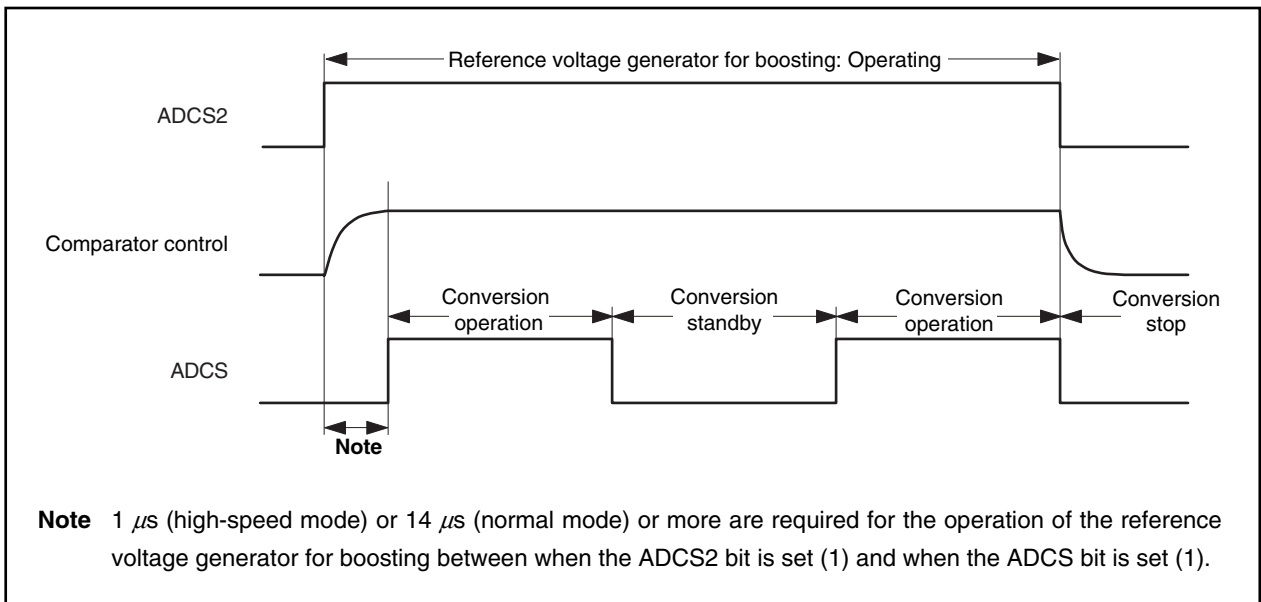 Reference voltage generator for boosting: Operating
ADCS2
Comparator control
Conversion
operation
Conversion
standby
Conversion
operation
Conversion
stop
ADCS
Note
Note 1 μs (high-speed mode) or 14 μs (normal mode) or more are required for the operation of the reference
voltage generator for boosting between when the ADCS2 bit is set (1) and when the ADCS bit is set (1).